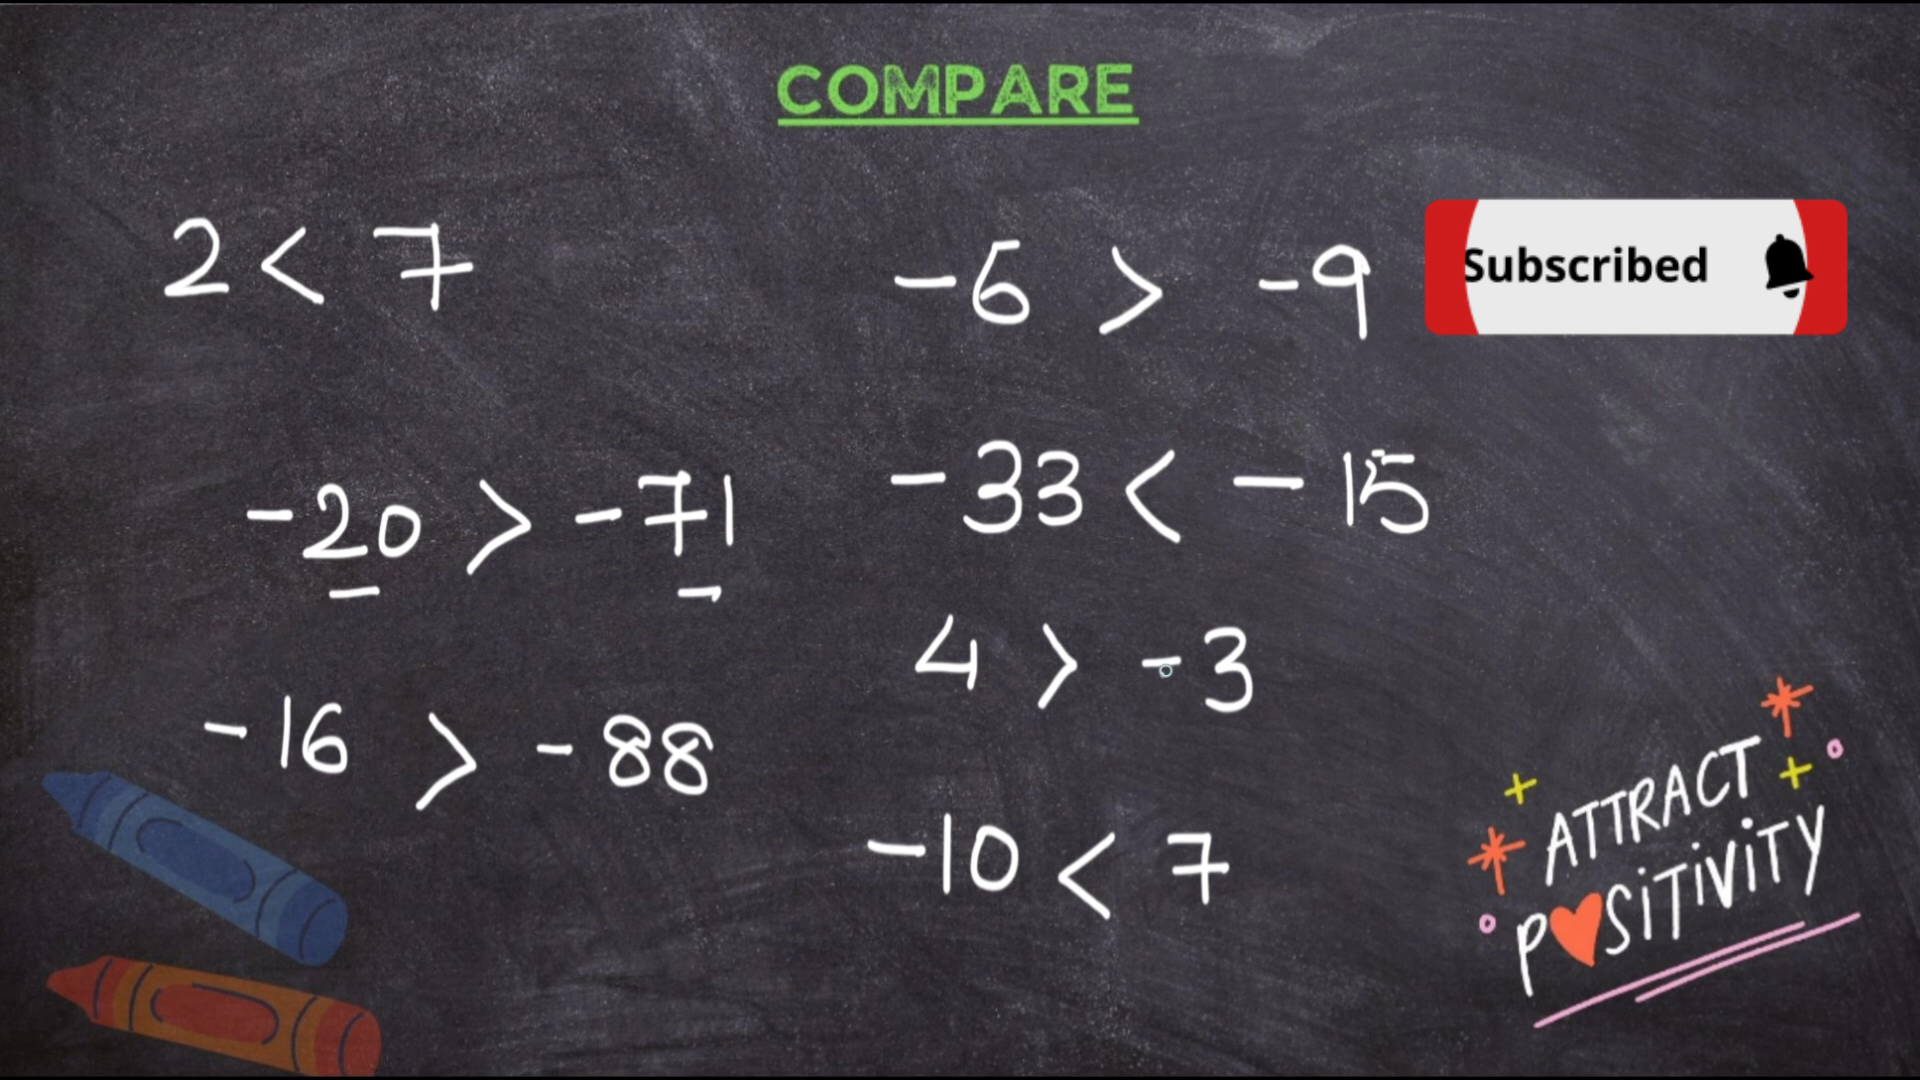 COMPARE
2 < 7
-20 > -71
-16 > -88
-6 > -9
-33 < -15
4 > -3
-10 < 7
Subscribed
ATTRACT
POSITIVITY